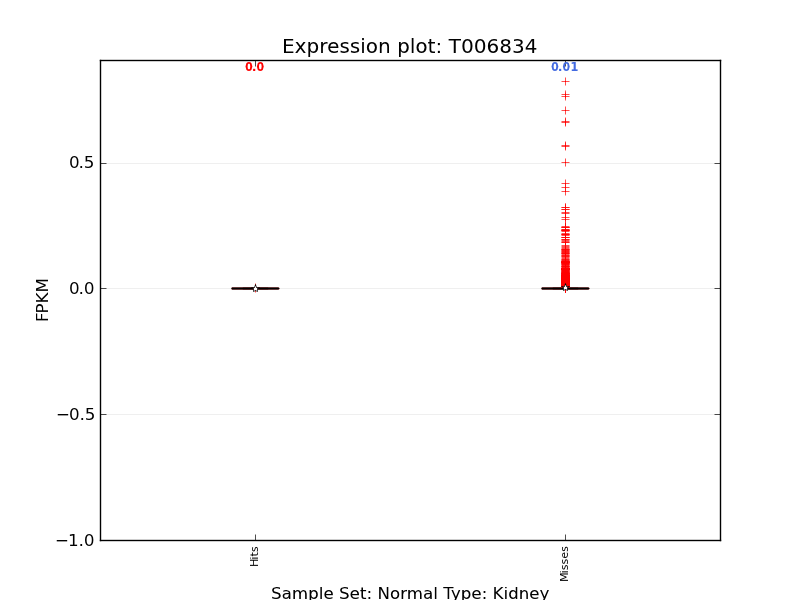 Expression plot: T006834
0.0
0.01
0.5
0.0
−0.5
−1.0
FPKM
Hits
Misses
Sample Set: Normal Type: Kidney